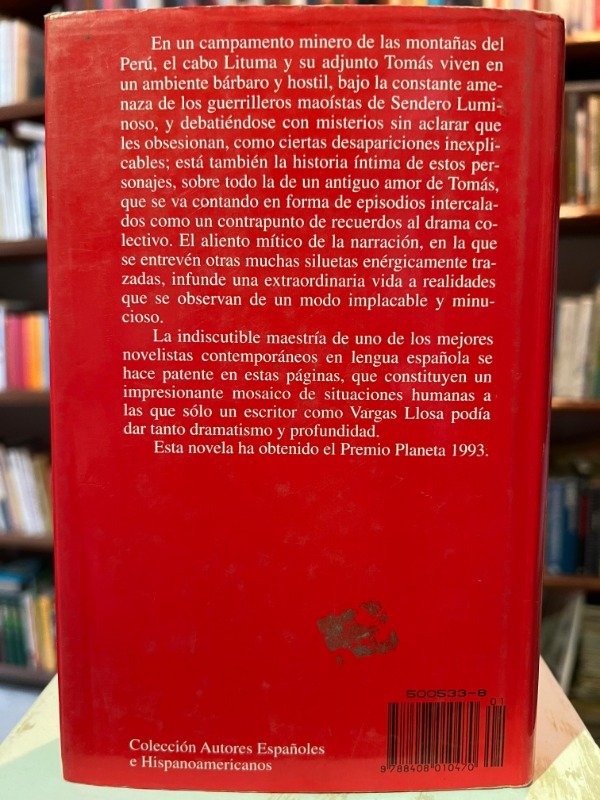 En un campamento minero de las montañas del
Perú, el cabo Lituma y su adjunto Tomás viven en
un ambiente bárbaro y hostil, bajo la constante ame-
naza de los guerrilleros maoístas de Sendero Lumi-
noso, y debatiéndose con misterios sin aclarar que
les obsesionan, como ciertas desapariciones inexpli-
cables; está también la historia íntima de estos per-
sonajes, sobre todo la de un antiguo amor de Tomás,
que se va contando en forma de episodios intercala-
dos como un contrapunto de recuerdos al drama co-
lectivo. El aliento mítico de la narración, en la que
se entrevén otras muchas siluetas enérgicamente tra-
zadas, infunde una extraordinaria vida a realidades
que se observan de un modo implacable y minu-
cioso.
La indiscutible maestría de uno de los mejores
novelistas contemporáneos en lengua española se
hace patente en estas páginas, que constituyen un
impresionante mosaico de situaciones humanas a
las que sólo un escritor como Vargas Llosa podía
dar tanto dramatismo y profundidad.
Esta novela ha obtenido el Premio Planeta 1993.
500533-8
01
9788408010470
Colección Autores Españoles
e Hispanoamericanos